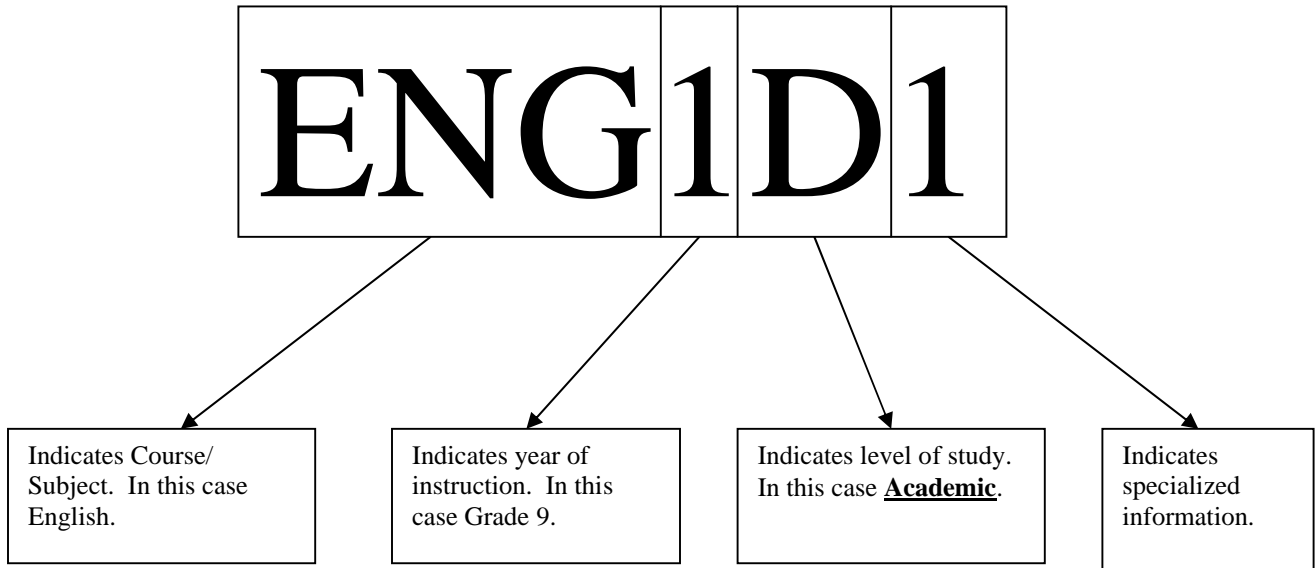 ENG1D1
Indicates Course/
Subject. In this case
English.
Indicates year of
instruction. In this
case Grade 9.
Indicates level of study.
In this case Academic.
Indicates
specialized
information.